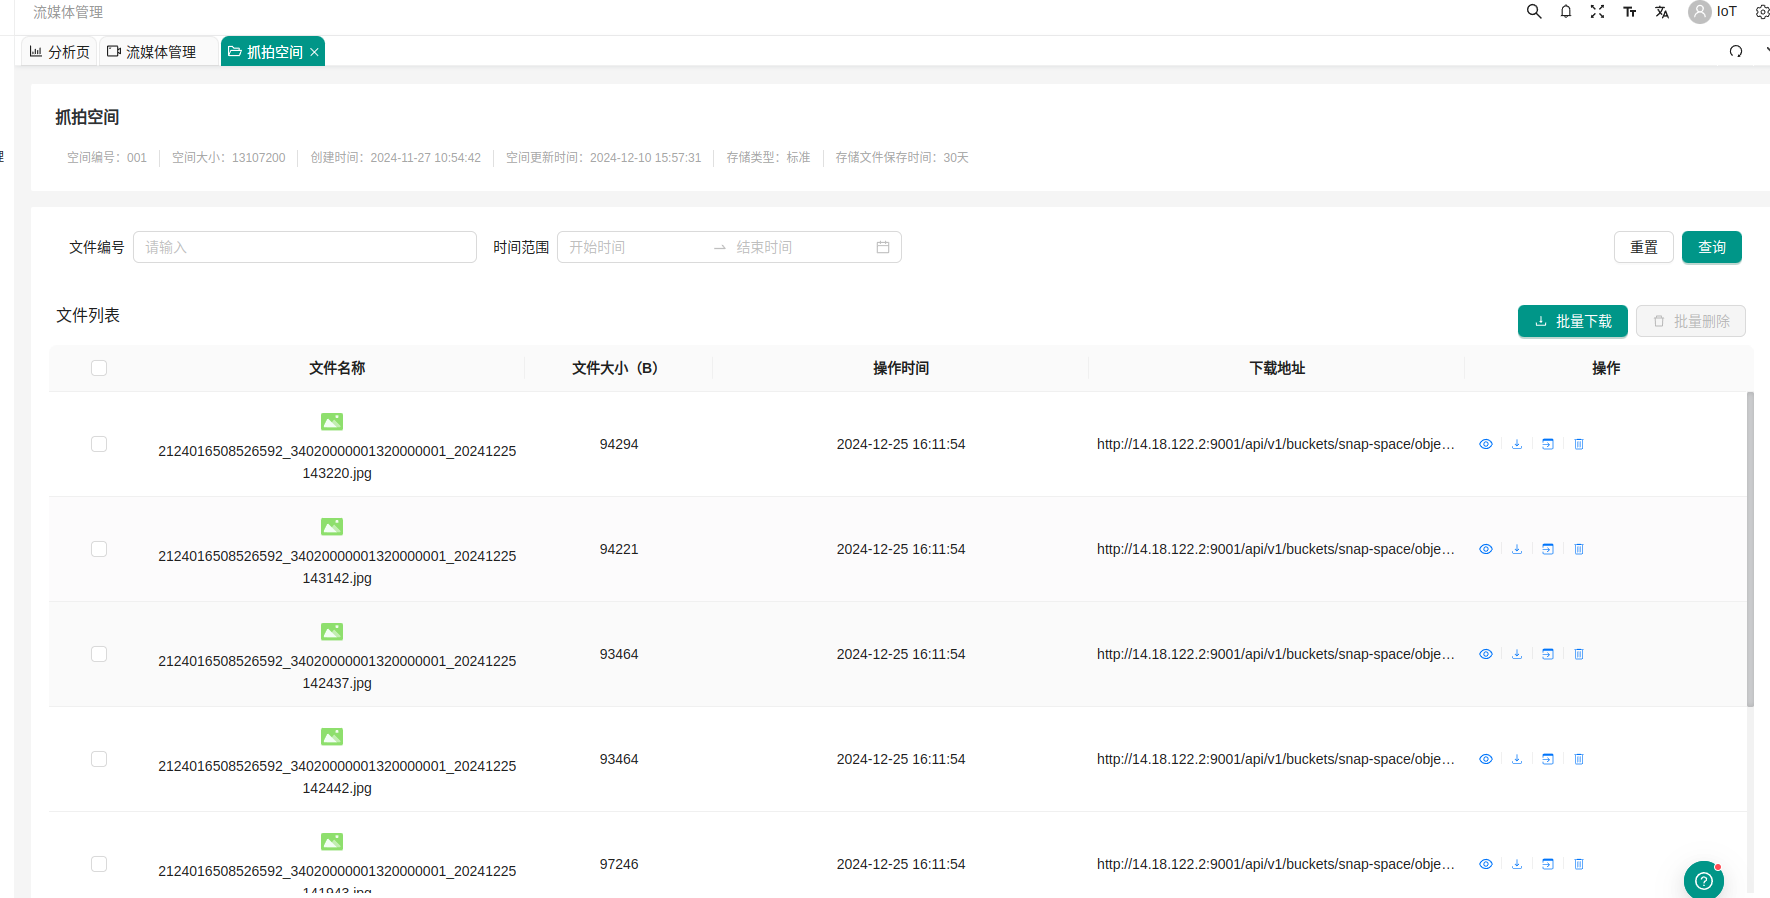 流媒体管理
IoT
分析页
流媒体管理
抓拍空间
理
抓拍空间
空间编号：001
空间大小：13107200
创建时间：2024-11-27 10:54:42
空间更新时间：2024-12-10 15:57:31
存储类型：标准
存储文件保存时间：30天
文件编号
请输入
时间范围
开始时间
结束时间
重置
查询
文件列表
批量下载
批量删除
文件名称
文件大小（B）
操作时间
下载地址
操作
2124016508526592_34020000001320000001_20241225
143220.jpg
94294
2024-12-25 16:11:54
http://14.18.122.2:9001/api/v1/buckets/snap-space/obje…
2124016508526592_34020000001320000001_20241225
143142.jpg
94221
2024-12-25 16:11:54
http://14.18.122.2:9001/api/v1/buckets/snap-space/obje…
2124016508526592_34020000001320000001_20241225
142437.jpg
93464
2024-12-25 16:11:54
http://14.18.122.2:9001/api/v1/buckets/snap-space/obje…
2124016508526592_34020000001320000001_20241225
142442.jpg
93464
2024-12-25 16:11:54
http://14.18.122.2:9001/api/v1/buckets/snap-space/obje…
2124016508526592_34020000001320000001_20241225
141943.jpg
97246
2024-12-25 16:11:54
http://14.18.122.2:9001/api/v1/buckets/snap-space/obje…